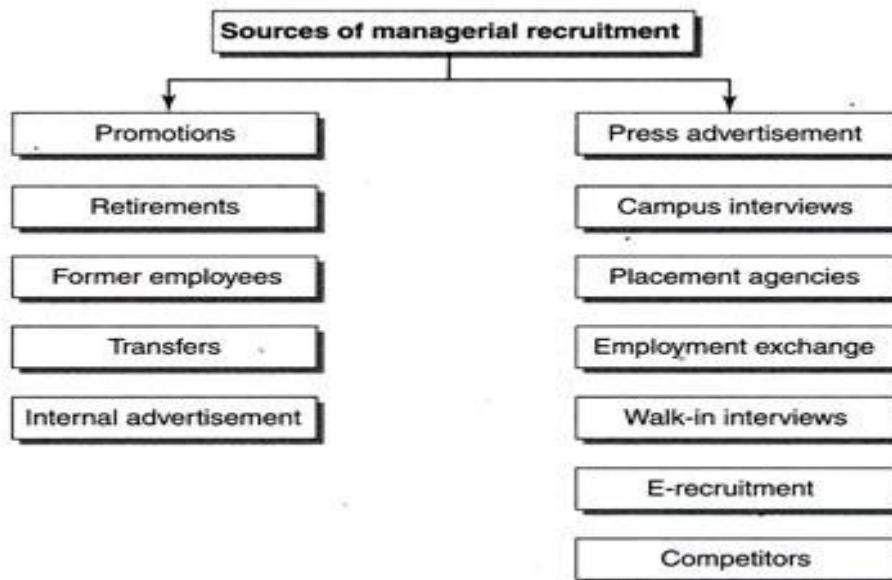 Sources of managerial recruitment
Promotions
Retirements
Former employees
Transfers
Internal advertisement
Press advertisement
Campus interviews
Placement agencies
Employment exchange
Walk-in interviews
E-recruitment
Competitors